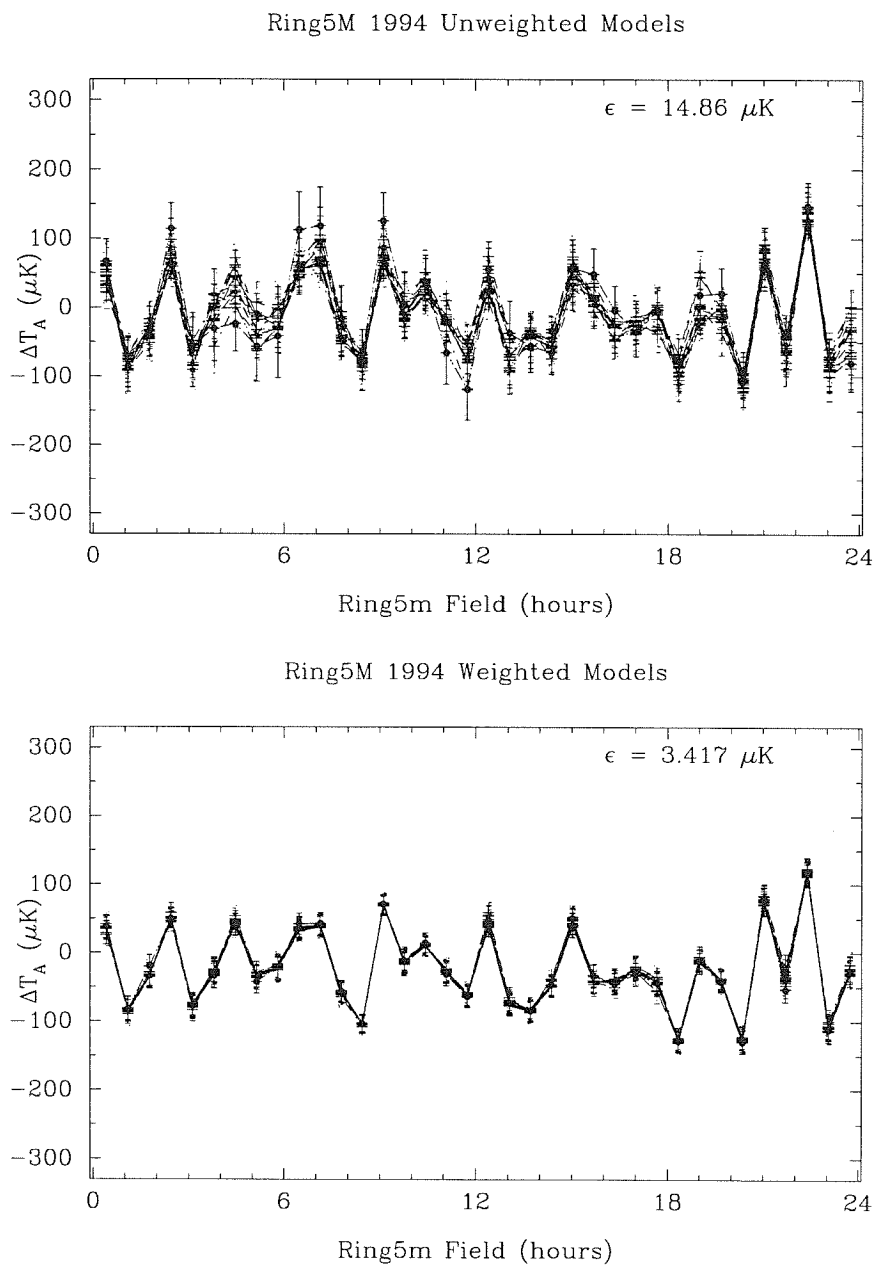 Ring5M 1994 Unweighted Models
ϵ = 14.86 μK
300
200
100
0
−100
−200
−300
ΔT_A (μK)
0 6 12 18 24
Ring5m Field (hours)
Ring5M 1994 Weighted Models
ϵ = 3.417 μK
300
200
100
0
−100
−200
−300
ΔT_A (μK)
0 6 12 18 24
Ring5m Field (hours)